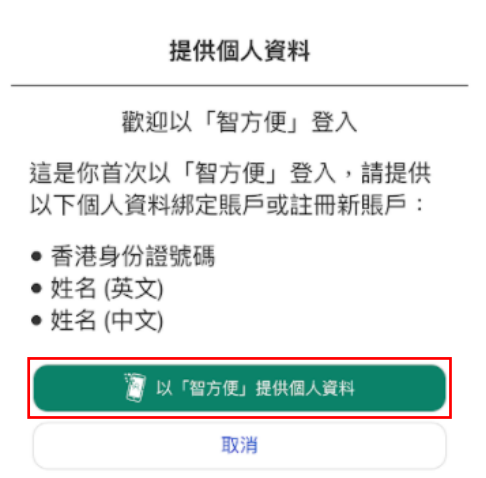 提供個人資料
歡迎以「智方便」登入
這是你首次以「智方便」登入，請提供
以下個人資料綁定賬戶或註冊新賬戶：
● 香港身份證號碼
● 姓名 (英文)
● 姓名 (中文)
以「智方便」提供個人資料
取消